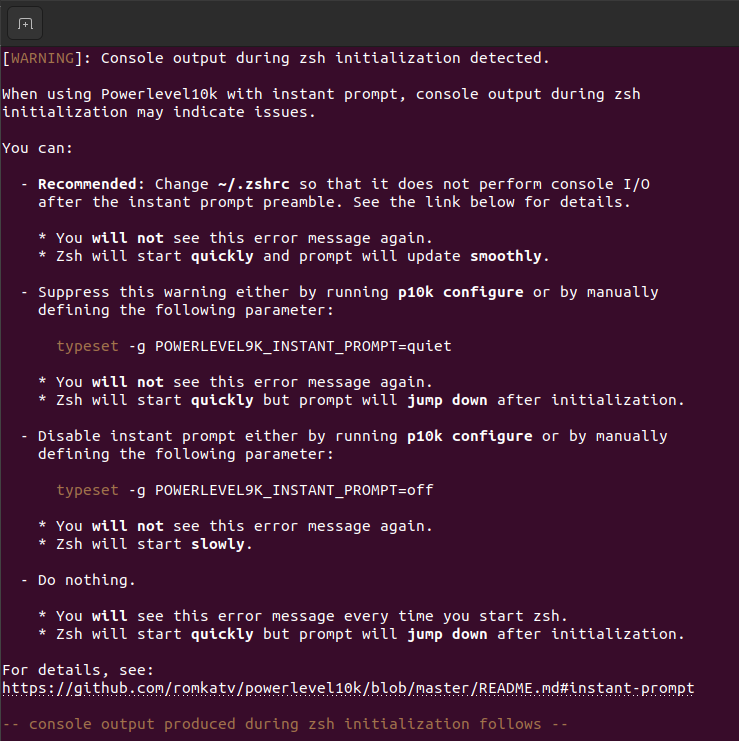 [WARNING]: Console output during zsh initialization detected.
When using Powerlevel10k with instant prompt, console output during zsh
initialization may indicate issues.
You can:
- Recommended: Change ~/.zshrc so that it does not perform console I/O
after the instant prompt preamble. See the link below for details.
* You will not see this error message again.
* Zsh will start quickly and prompt will update smoothly.
- Suppress this warning either by running p10k configure or by manually
defining the following parameter:
typeset -g POWERLEVEL9K_INSTANT_PROMPT=quiet
* You will not see this error message again.
* Zsh will start quickly but prompt will jump down after initialization.
- Disable instant prompt either by running p10k configure or by manually
defining the following parameter:
typeset -g POWERLEVEL9K_INSTANT_PROMPT=off
* You will not see this error message again.
* Zsh will start slowly.
- Do nothing.
* You will see this error message every time you start zsh.
* Zsh will start quickly but prompt will jump down after initialization.
For details, see:
https://github.com/romkatv/powerlevel10k/blob/master/README.md#instant-prompt
-- console output produced during zsh initialization follows --